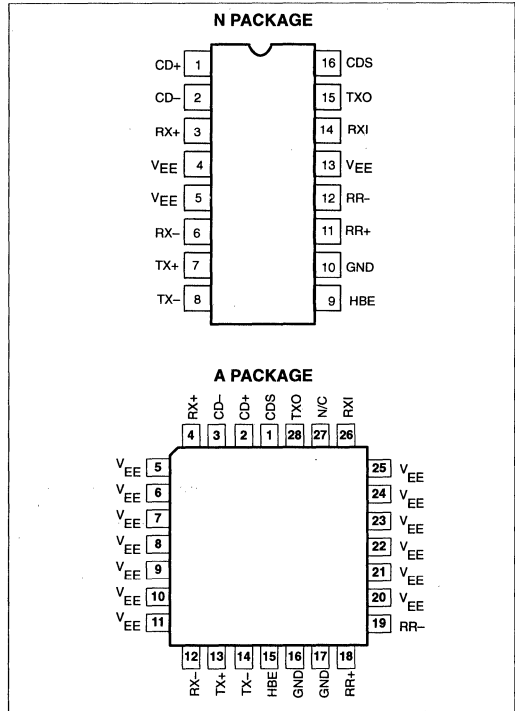 N PACKAGE
CD+ 1 16 CDS
CD– 2 15 TXO
RX+ 3 14 RXI
VEE 4 13 VEE
VEE 5 12 RR–
RX– 6 11 RR+
TX+ 7 10 GND
TX– 8 9 HBE
A PACKAGE
RX+ CD– CD+ CDS TXO N/C RXI
4 3 2 1 28 27 26
VEE 5 25 VEE
VEE 6 24 VEE
VEE 7 23 VEE
VEE 8 22 VEE
VEE 9 21 VEE
VEE 10 20 VEE
VEE 11 19 RR–
12 13 14 15 16 17 18
RX– TX+ TX– HBE GND GND RR+